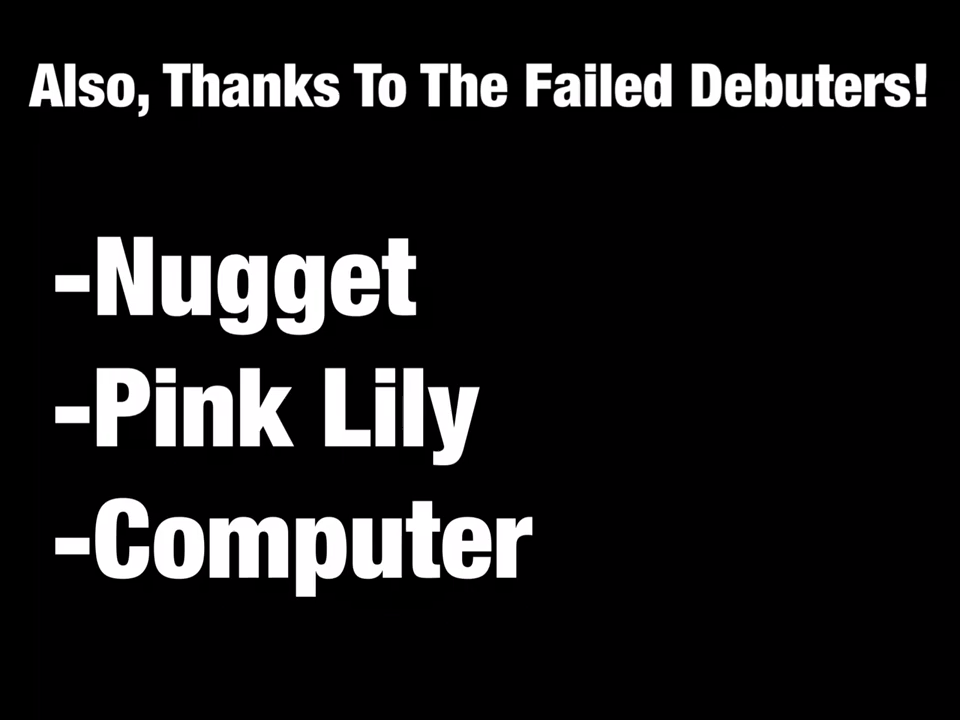 Also, Thanks To The Failed Debuters!
-Nugget
-Pink Lily
-Computer